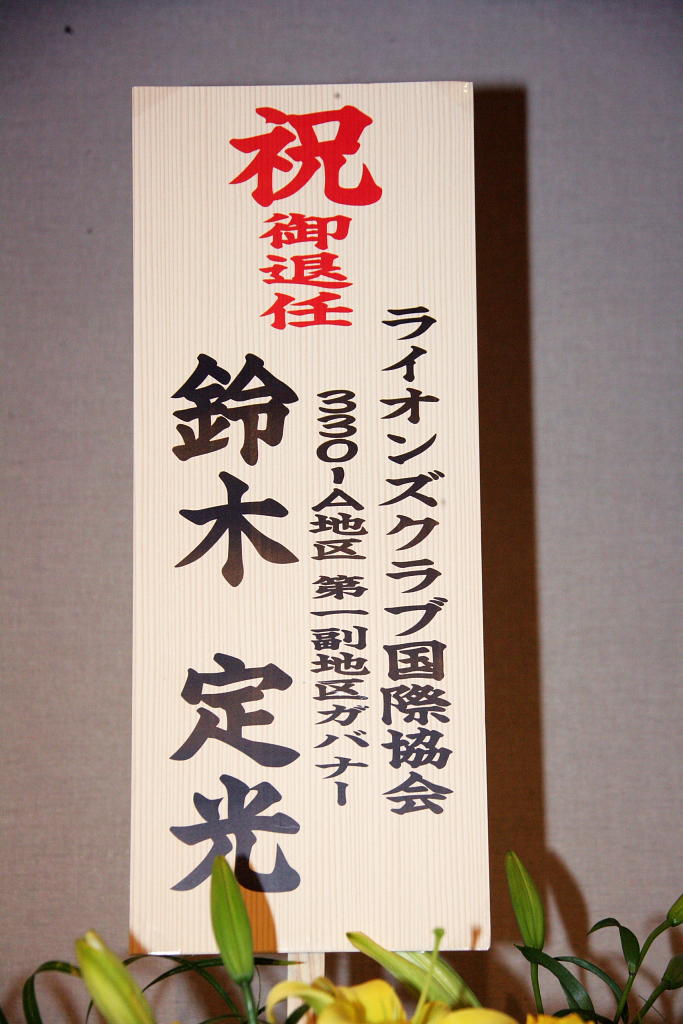 祝
御退任
ライオンズクラブ国際協会
330-A地区 第一副地区ガバナー
鈴木 定光